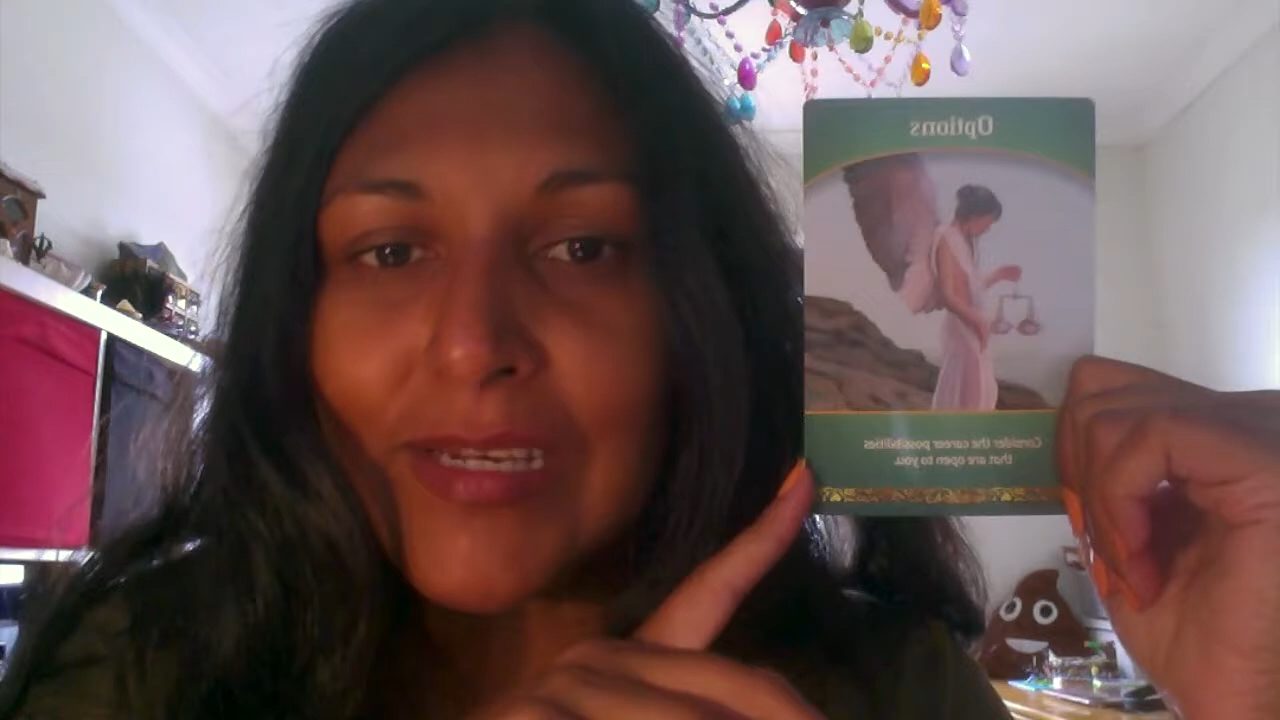 Options
Consider the career possibilities
that are open to you.